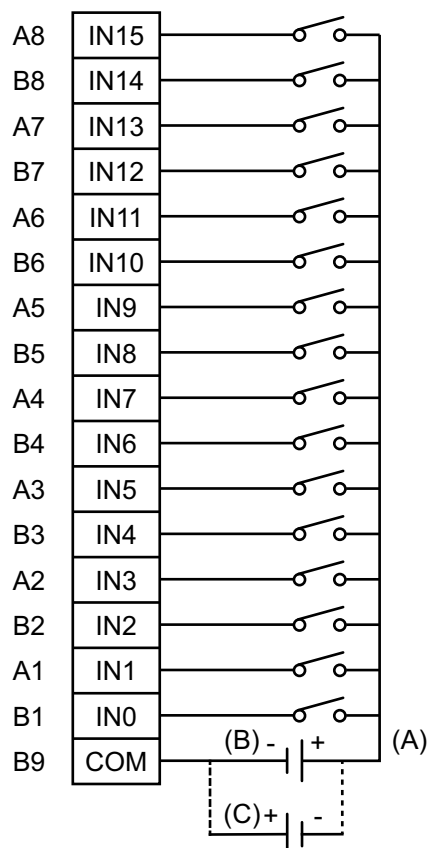 A8 IN15
B8 IN14
A7 IN13
B7 IN12
A6 IN11
B6 IN10
A5 IN9
B5 IN8
A4 IN7
B4 IN6
A3 IN5
B3 IN4
A2 IN3
B2 IN2
A1 IN1
B1 IN0
(B) - + (A)
B9 COM
(C) + -